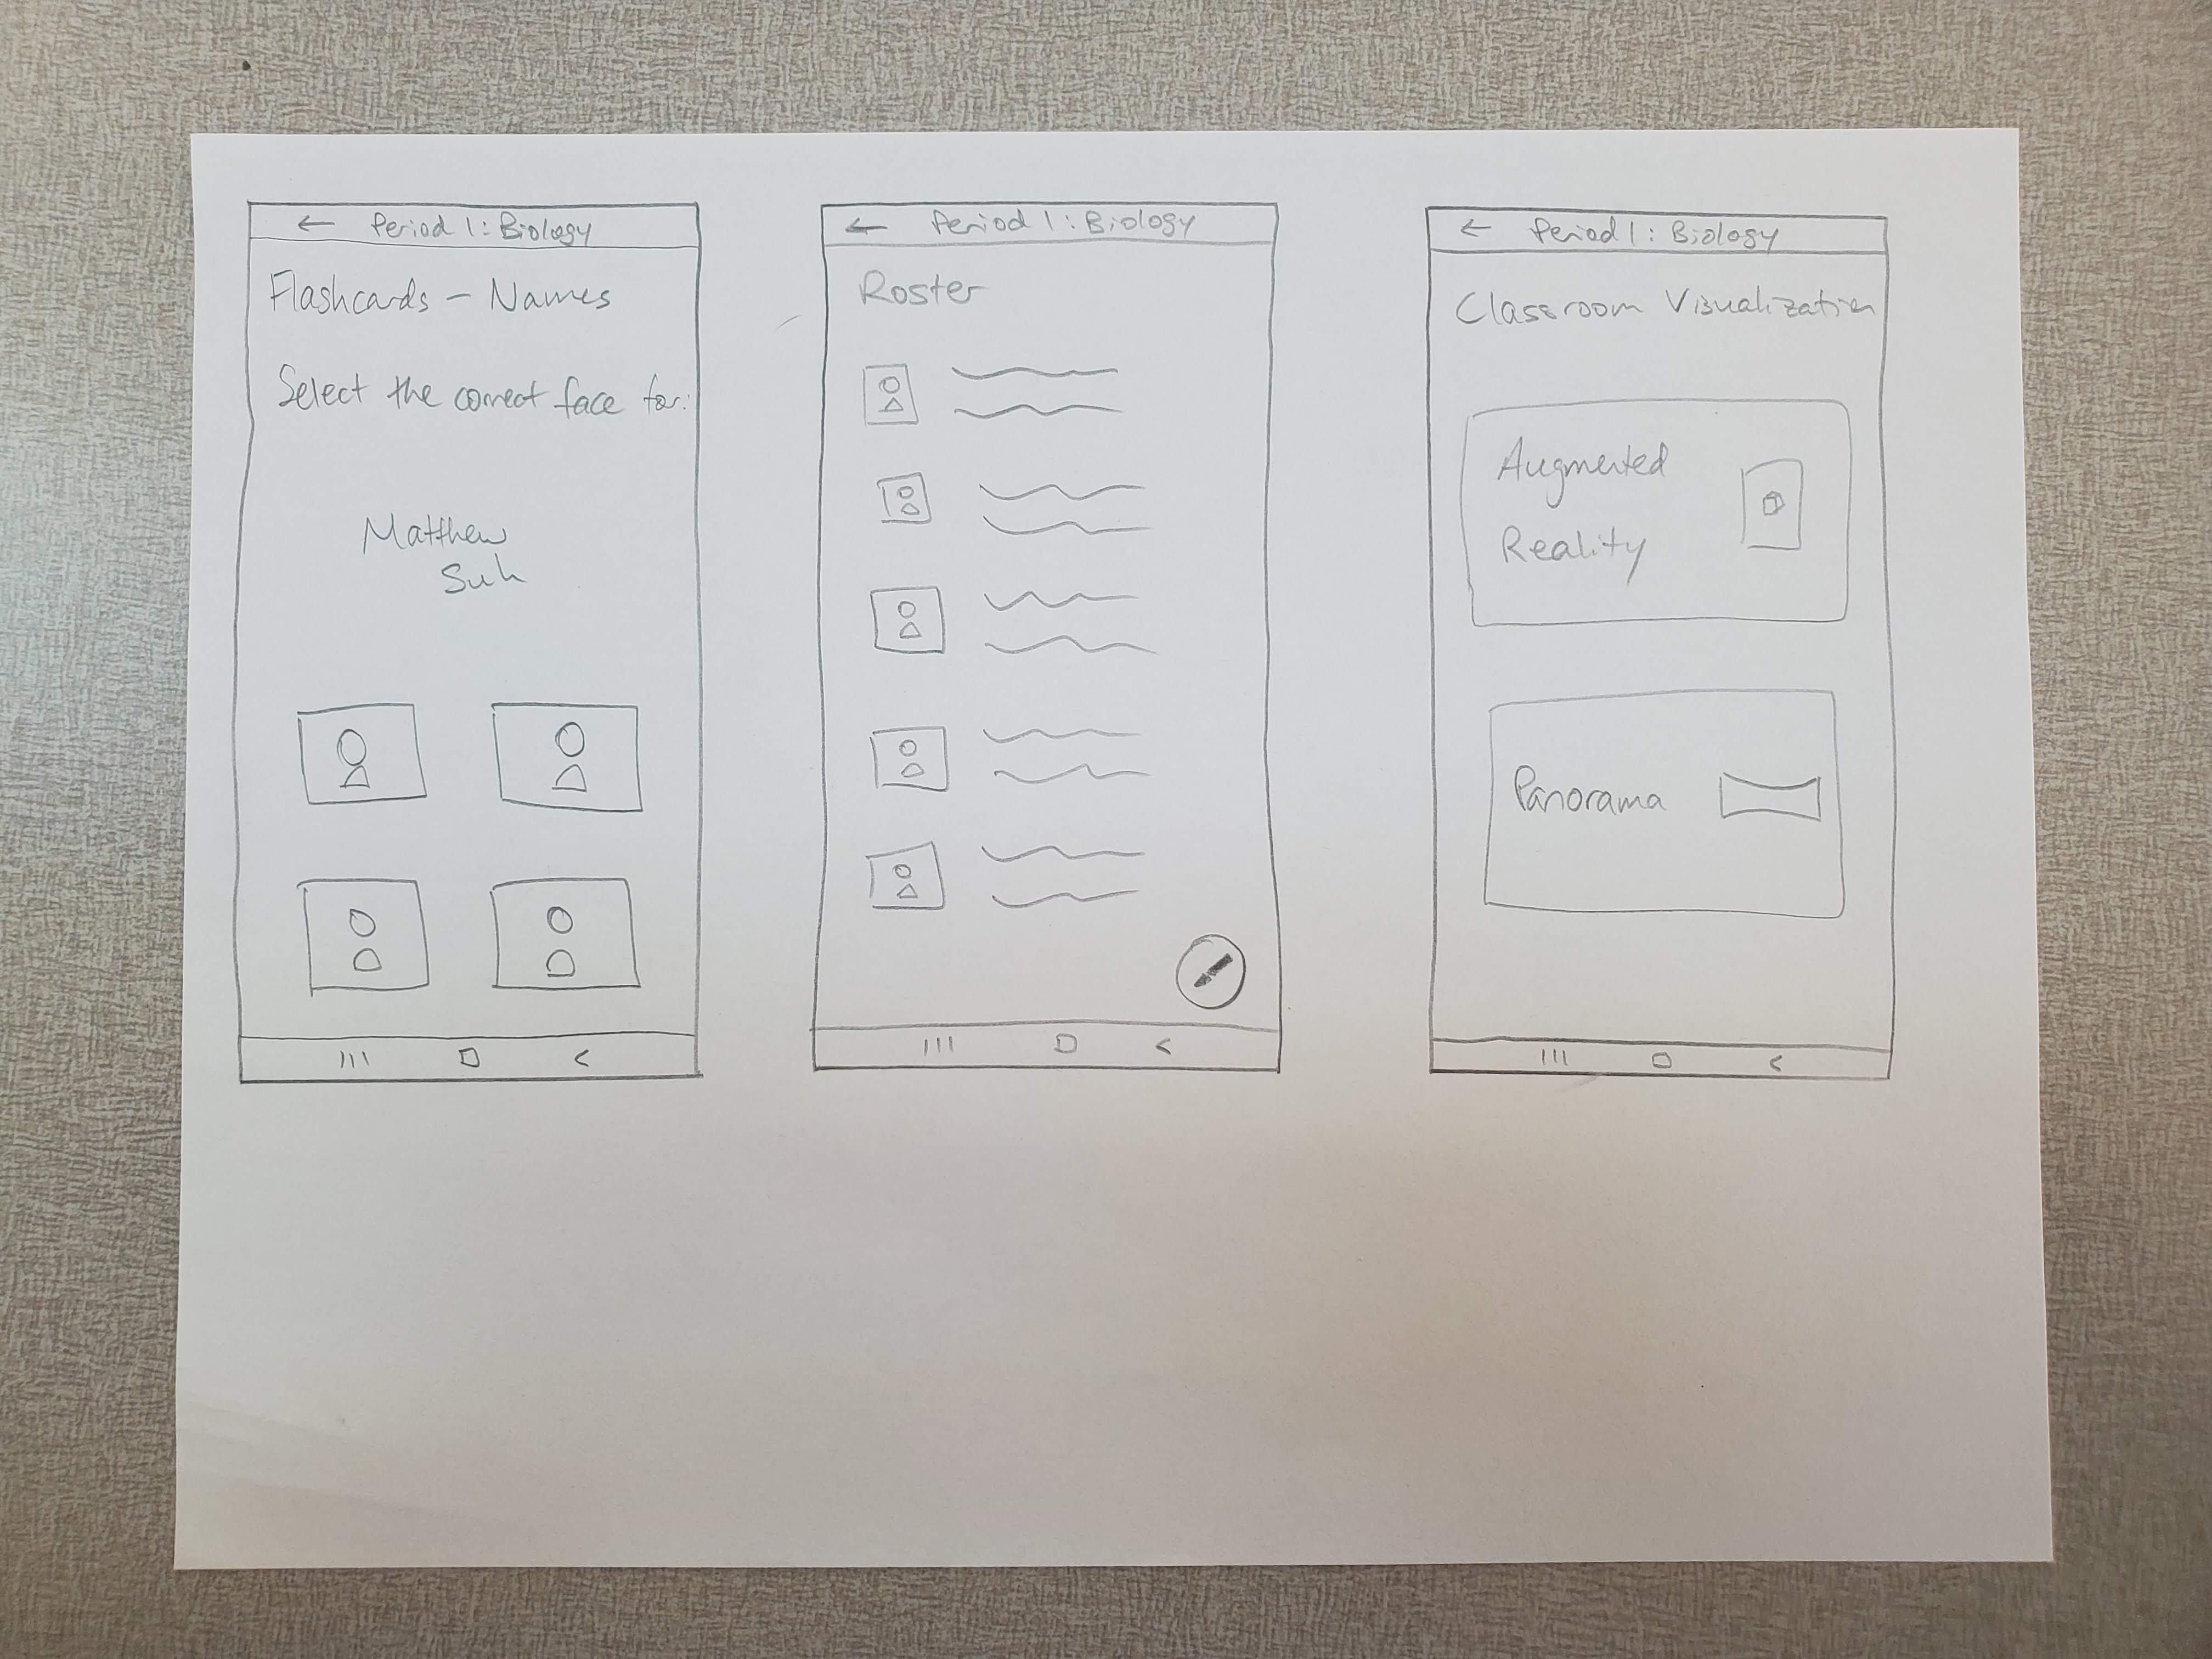 ← Period 1: Biology
Flashcards – Names
Select the correct face for:
Matthew
Suh
← Period 1: Biology
Roster
← Period 1: Biology
Classroom Visualization
Augmented
Reality
Panorama